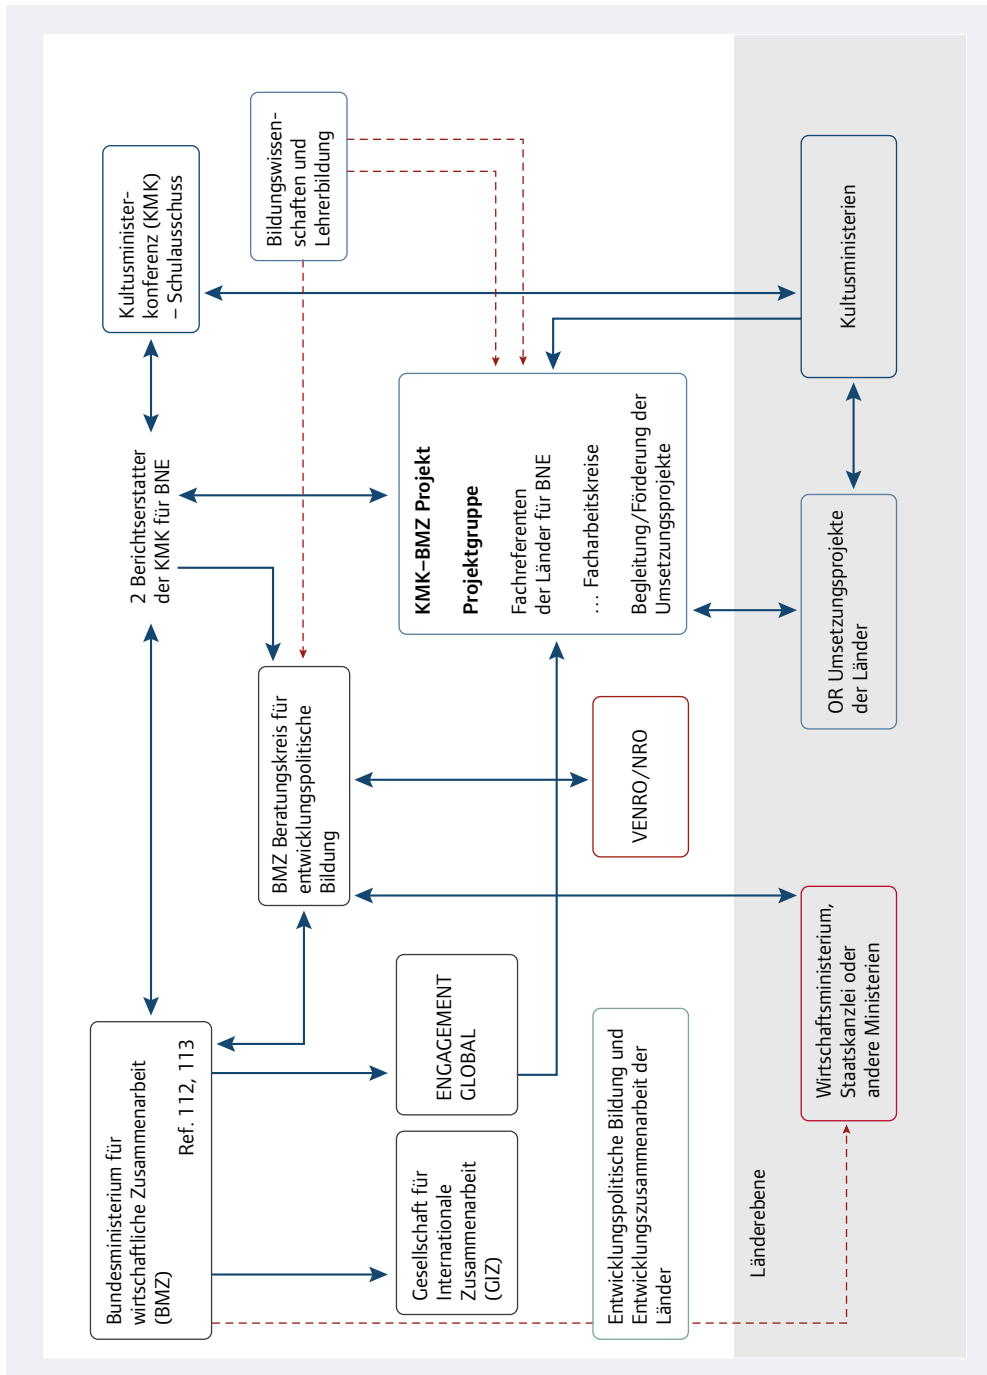 Bundesministerium für
wirtschaftliche Zusammenarbeit
(BMZ)
Ref. 112, 113
2 Berichtserstatter
der KMK für BNE
Kultusminister-
konferenz (KMK)
– Schulausschuss
BMZ Beratungskreis für
entwicklungspolitische
Bildung
Bildungswissen-
schaften und
Lehrerbildung
Gesellschaft für
Internationale
Zusammenarbeit
(GIZ)
ENGAGEMENT
GLOBAL
KMK–BMZ Projekt
Projektgruppe
Fachreferenten
der Länder für BNE
... Facharbeitskreise
Begleitung/Förderung der
Umsetzungsprojekte
Entwicklungspolitische Bildung und
Entwicklungszusammenarbeit der
Länder
VENRO/NRO
Länderebene
Wirtschaftsministerium,
Staatskanzlei oder
andere Ministerien
OR Umsetzungsprojekte
der Länder
Kultusministerien